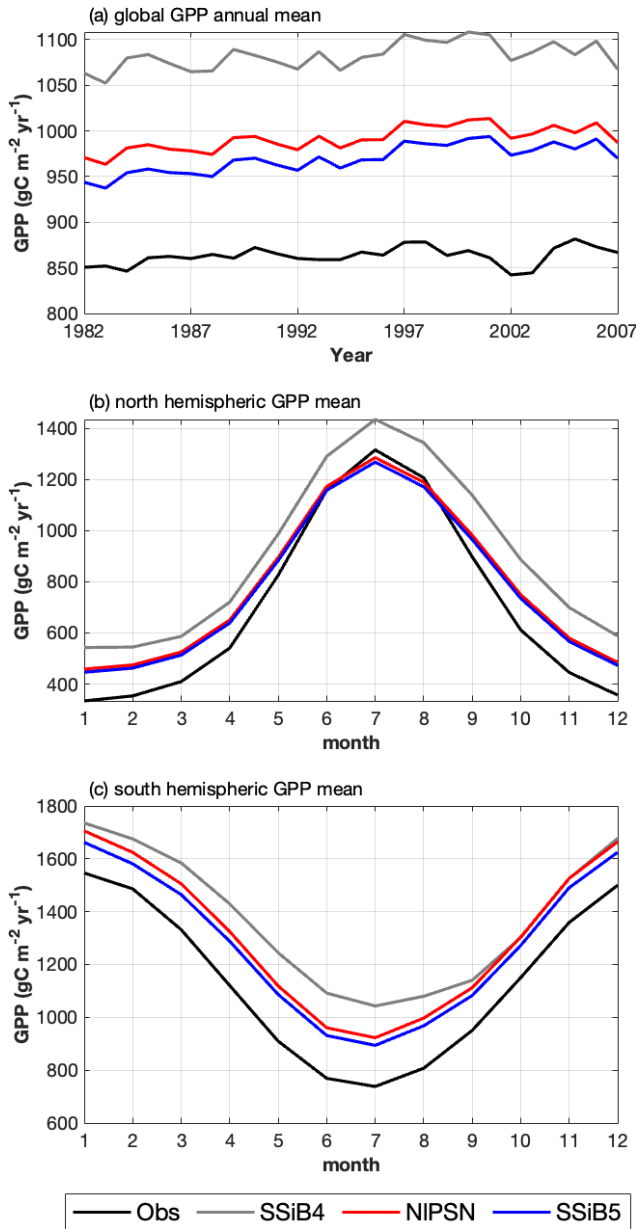 (a) global GPP annual mean
1100
1050
1000
950
900
850
800
GPP (gC m⁻² yr⁻¹)
1982 1987 1992 1997 2002 2007
Year
(b) north hemispheric GPP mean
1400
1200
1000
800
600
400
GPP (gC m⁻² yr⁻¹)
1 2 3 4 5 6 7 8 9 10 11 12
month
(c) south hemispheric GPP mean
1800
1600
1400
1200
1000
800
600
GPP (gC m⁻² yr⁻¹)
1 2 3 4 5 6 7 8 9 10 11 12
month
Obs SSiB4 NIPSN SSiB5